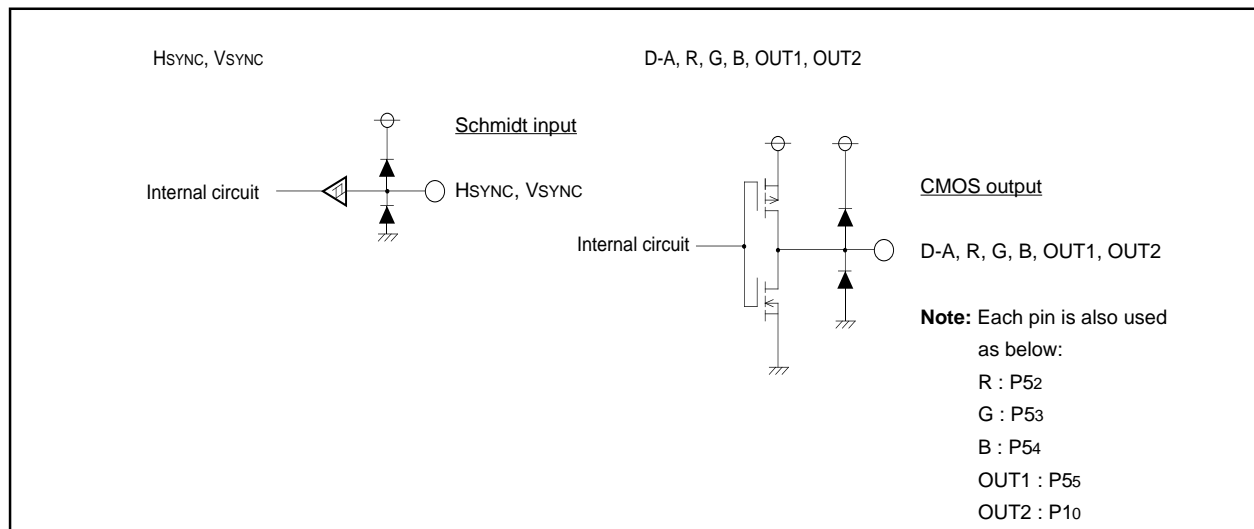 HSYNC, VSYNC
Schmidt input
Internal circuit
HSYNC, VSYNC
D-A, R, G, B, OUT1, OUT2
CMOS output
Internal circuit
D-A, R, G, B, OUT1, OUT2
Note: Each pin is also used
as below:
R : P52
G : P53
B : P54
OUT1 : P55
OUT2 : P10